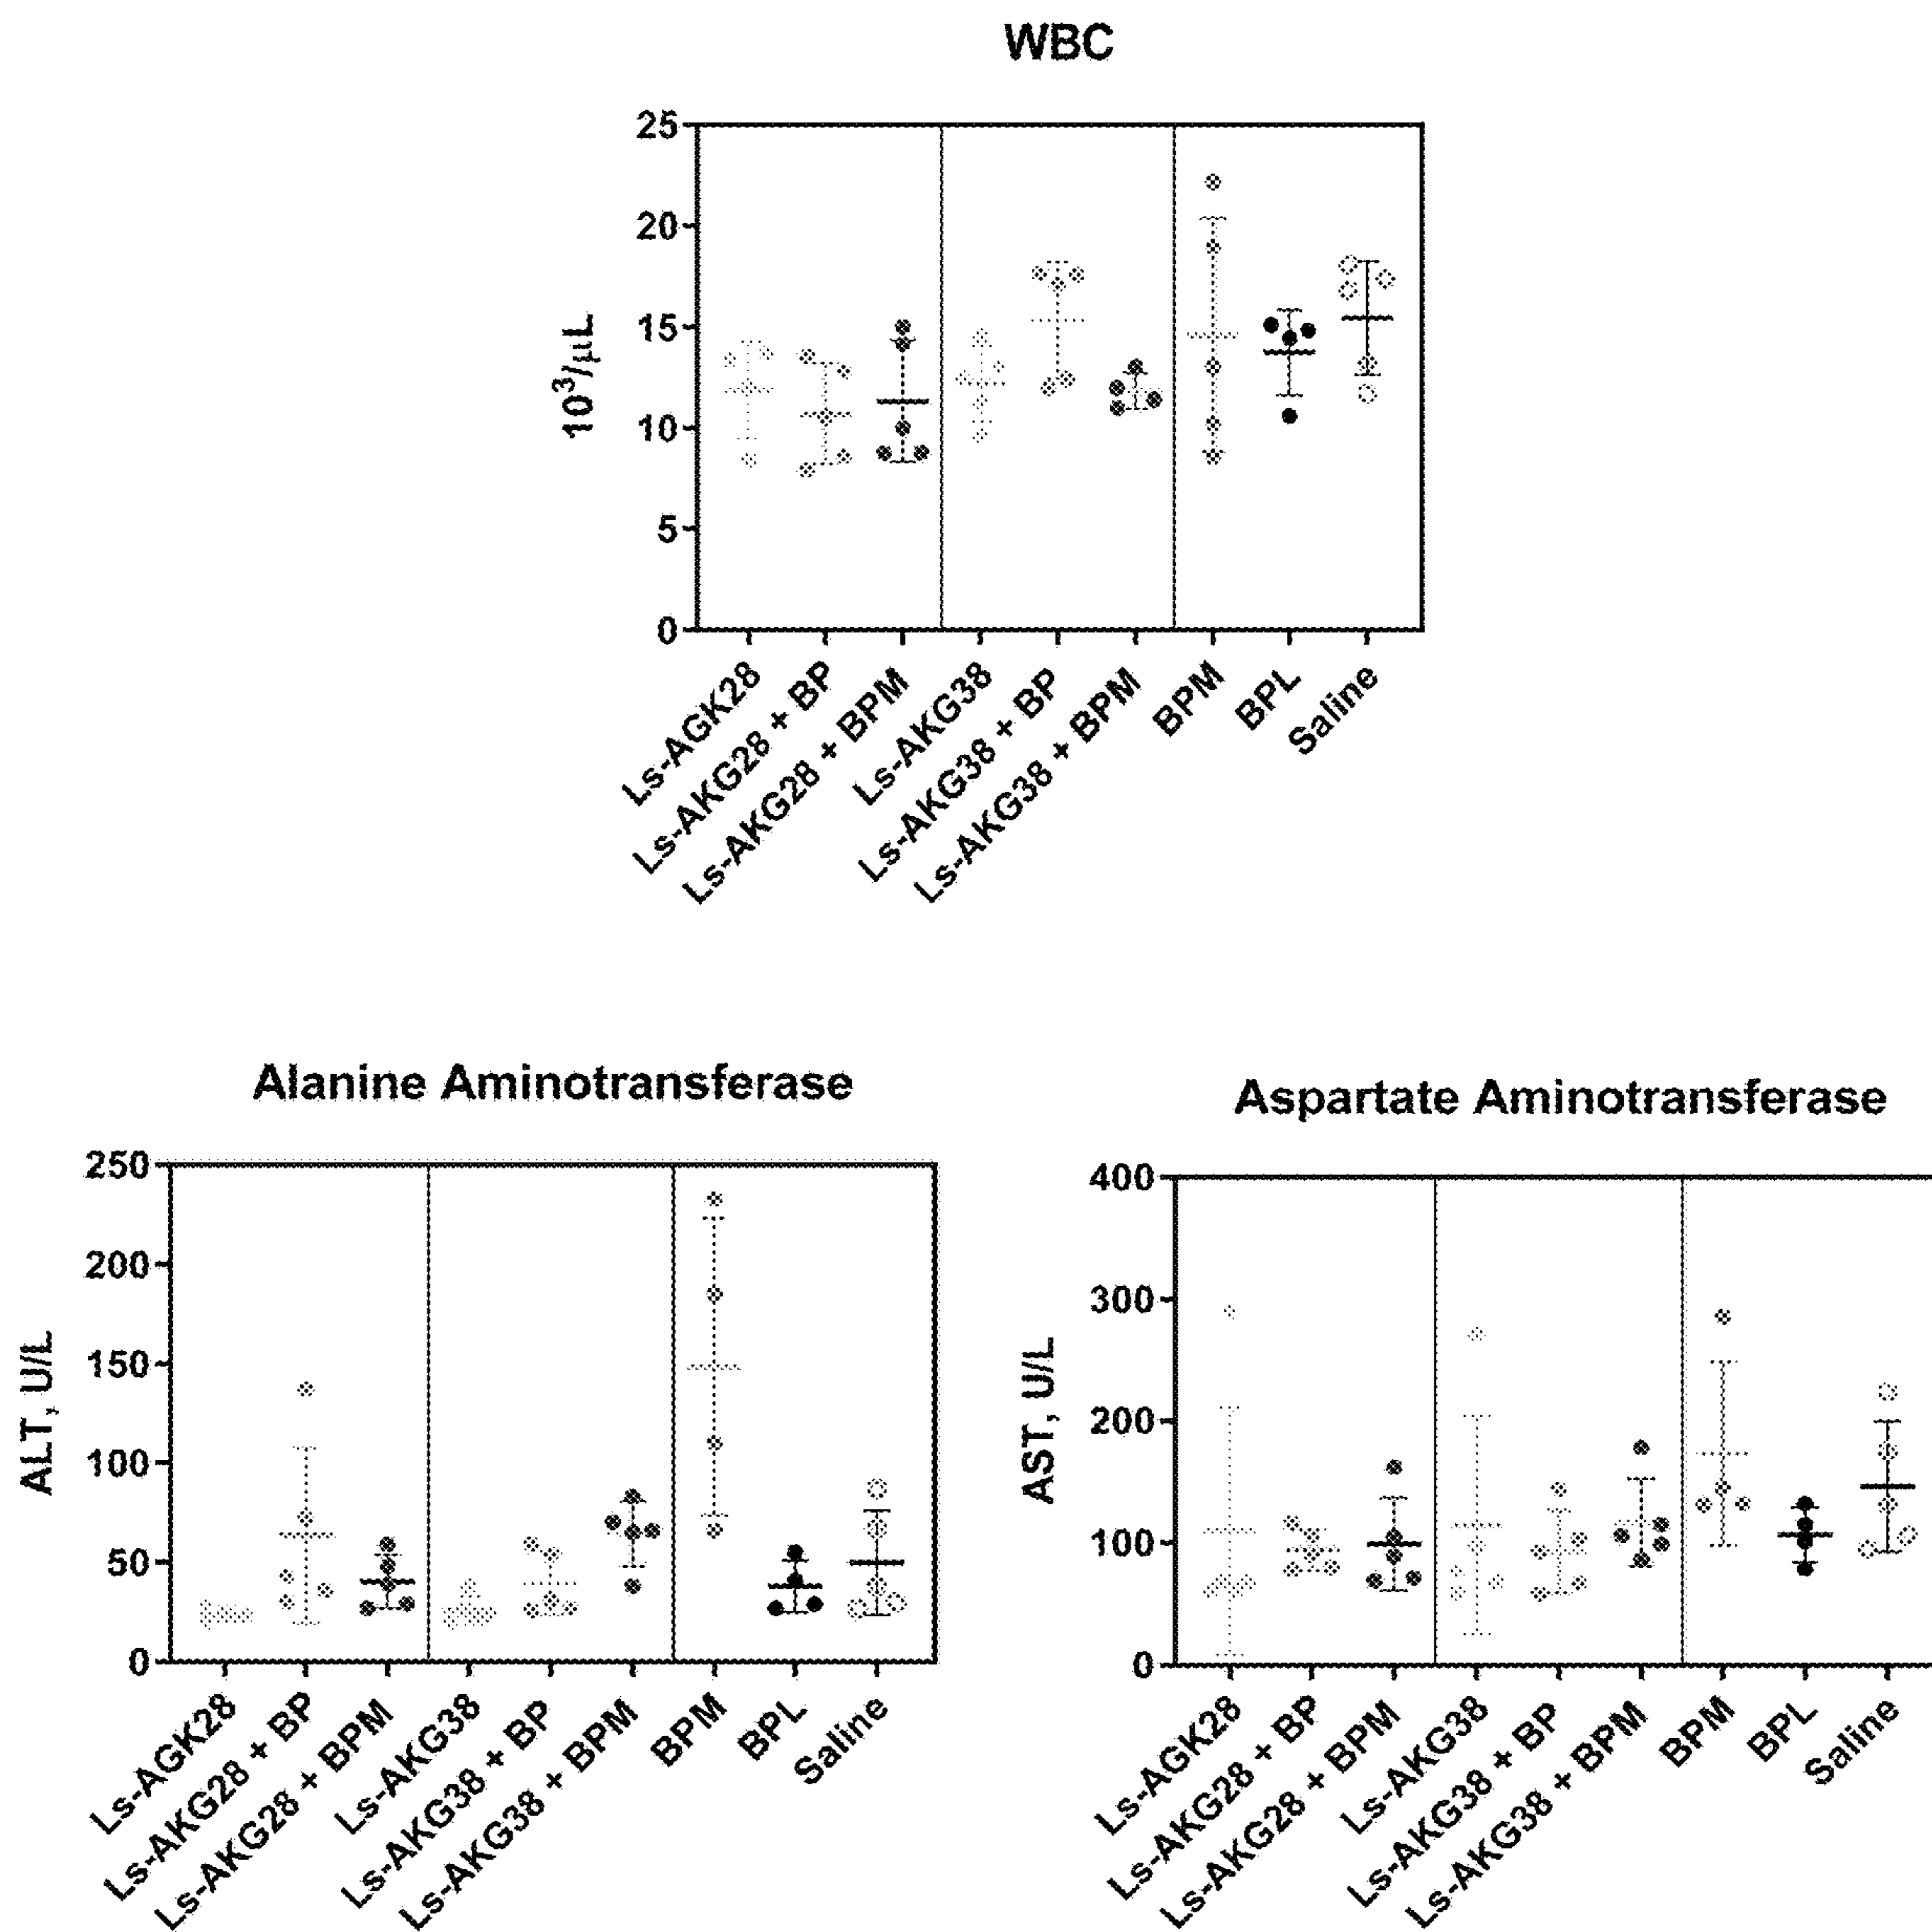 WBC
25
20
15
10
5
0
10³/μL
Ls-AGK28
Ls-AKG28 + BP
Ls-AKG28 + BPM
Ls-AKG38
Ls-AKG38 + BP
Ls-AKG38 + BPM
BPM
BPL
Saline
Alanine Aminotransferase
250
200
150
100
50
0
ALT, U/L
Ls-AGK28
Ls-AKG28 + BP
Ls-AKG28 + BPM
Ls-AKG38
Ls-AKG38 + BP
Ls-AKG38 + BPM
BPM
BPL
Saline
Aspartate Aminotransferase
400
300
200
100
0
AST, U/L
Ls-AGK28
Ls-AKG28 + BP
Ls-AKG28 + BPM
Ls-AKG38
Ls-AKG38 + BP
Ls-AKG38 + BPM
BPM
BPL
Saline